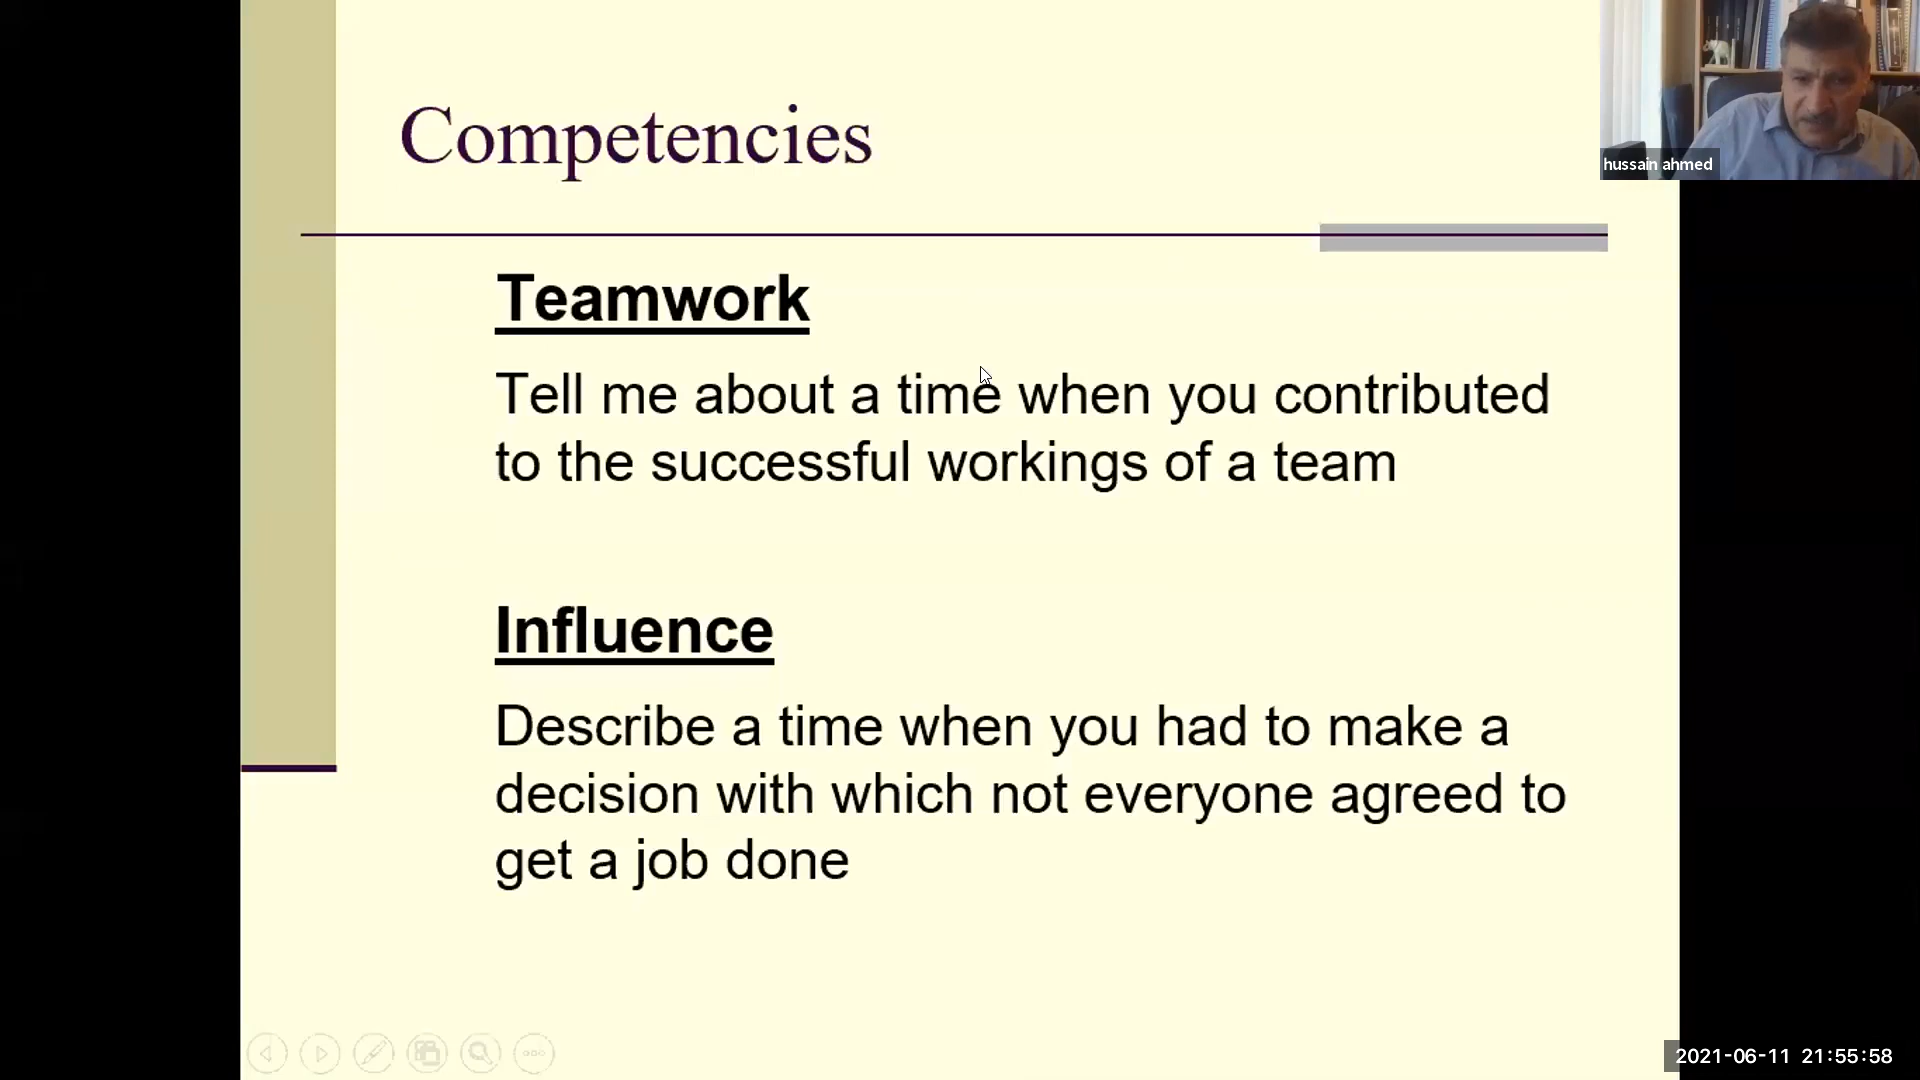 Competencies
hussain ahmed
Teamwork
Tell me about a time when you contributed
to the successful workings of a team
Influence
Describe a time when you had to make a
decision with which not everyone agreed to
get a job done
2021-06-11 21:55:58